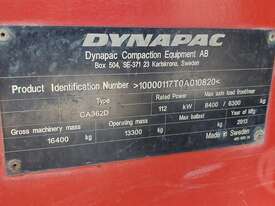 DYNAPAC
Dynapac Compaction Equipment AB
Box 504, SE-371 23 Karlskrona, Sweden
Product Identification Number >10000117T0A010820<
Type Rated Power Max axle load front/rear
CA362D 112 kW 8400 / 8300 kg
Gross machinery mass Operating mass Max ballast Year of Mfg
16400 kg 13300 kg kg 2013
Made in Sweden